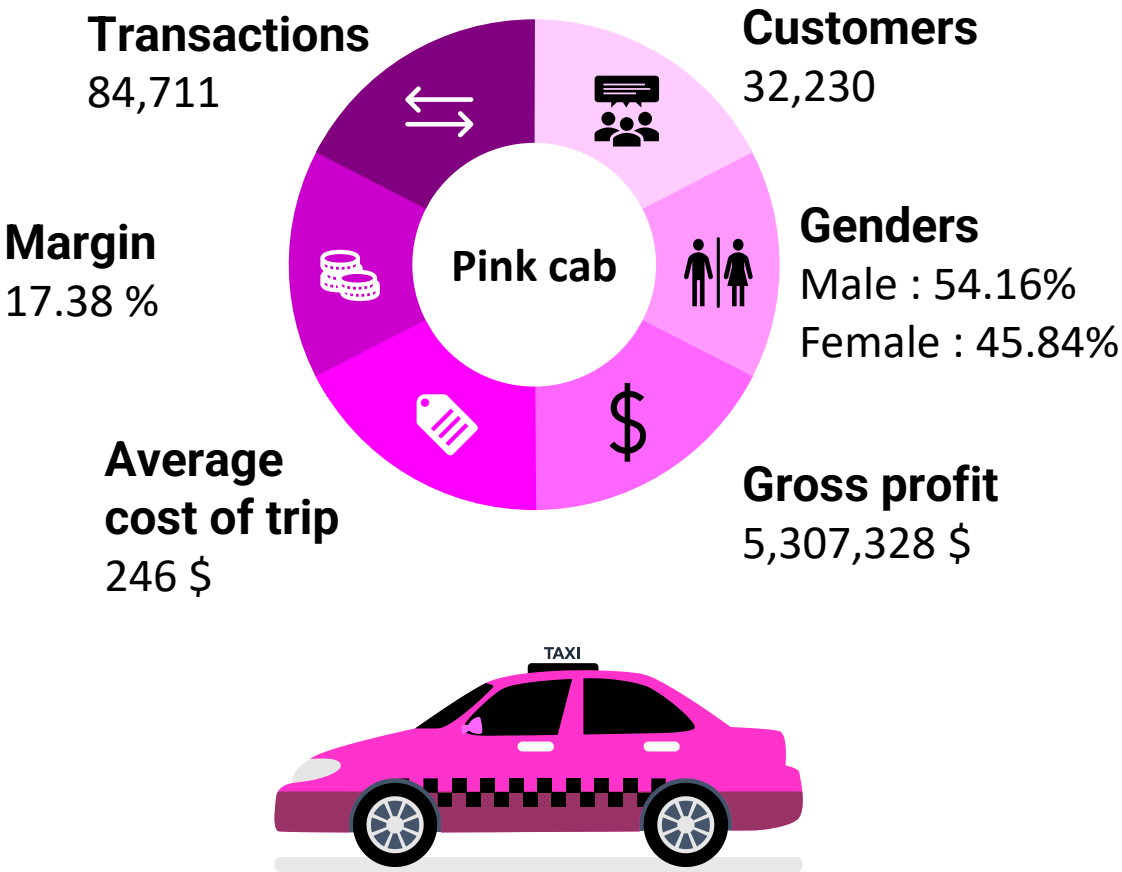 Transactions
84,711
Customers
32,230
Margin
17.38 %
Pink cab
Genders
Male : 54.16%
Female : 45.84%
Average
cost of trip
246 $
Gross profit
5,307,328 $
TAXI